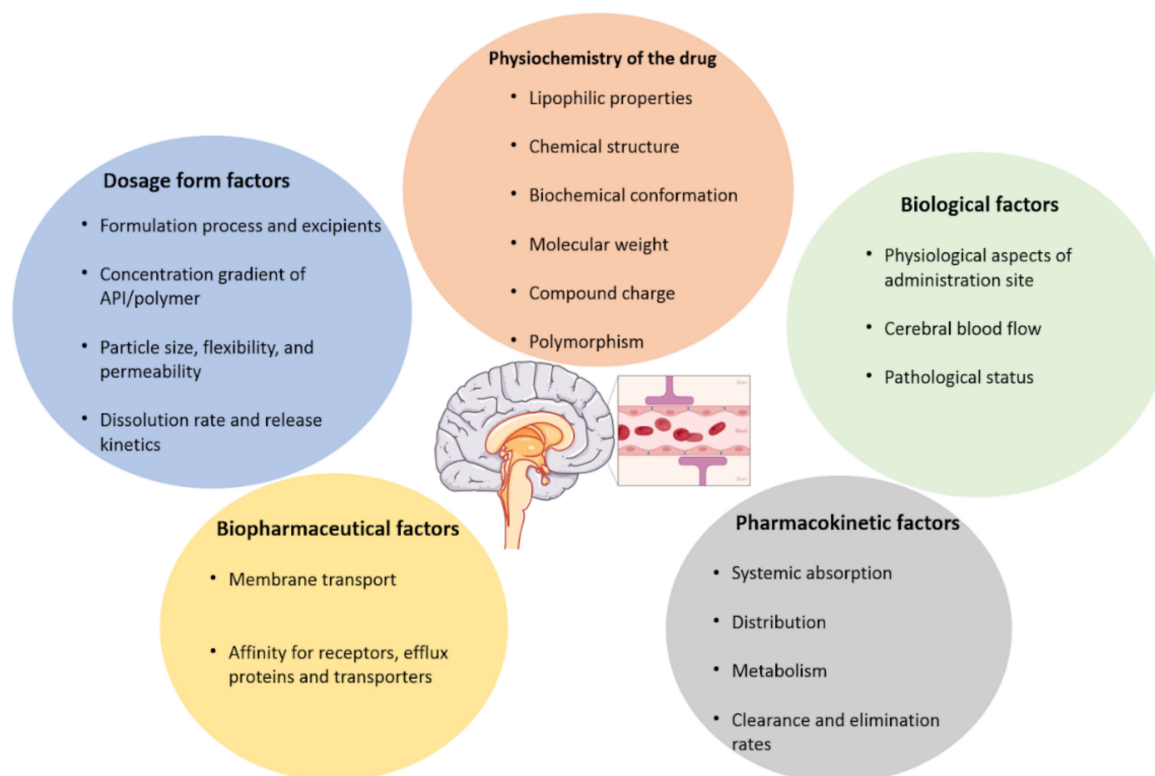 Physiochemistry of the drug
• Lipophilic properties
• Chemical structure
• Biochemical conformation
• Molecular weight
• Compound charge
• Polymorphism
Dosage form factors
• Formulation process and excipients
• Concentration gradient of
API/polymer
• Particle size, flexibility, and
permeability
• Dissolution rate and release
kinetics
Biological factors
• Physiological aspects of
administration site
• Cerebral blood flow
• Pathological status
Brain
Blood
Brain
Biopharmaceutical factors
• Membrane transport
• Affinity for receptors, efflux
proteins and transporters
Pharmacokinetic factors
• Systemic absorption
• Distribution
• Metabolism
• Clearance and elimination
rates